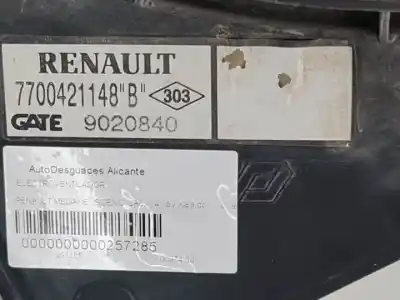 RENAULT
7700421148"B" 303
GATE 9020840
AutoDesguaces Alicante
ELECTROVENTILADOR
0000000000257285